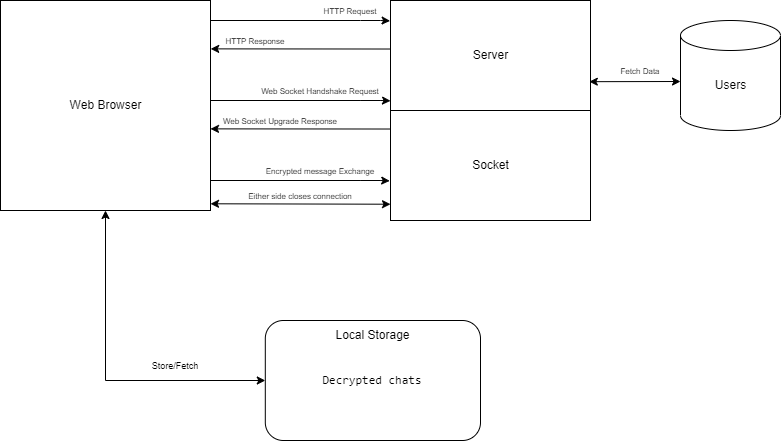 HTTP Request
HTTP Response
Server
Fetch Data
Users
Web Browser
Web Socket Handshake Request
Web Socket Upgrade Response
Encrypted message Exchange
Socket
Either side closes connection
Local Storage
Store/Fetch
Decrypted chats